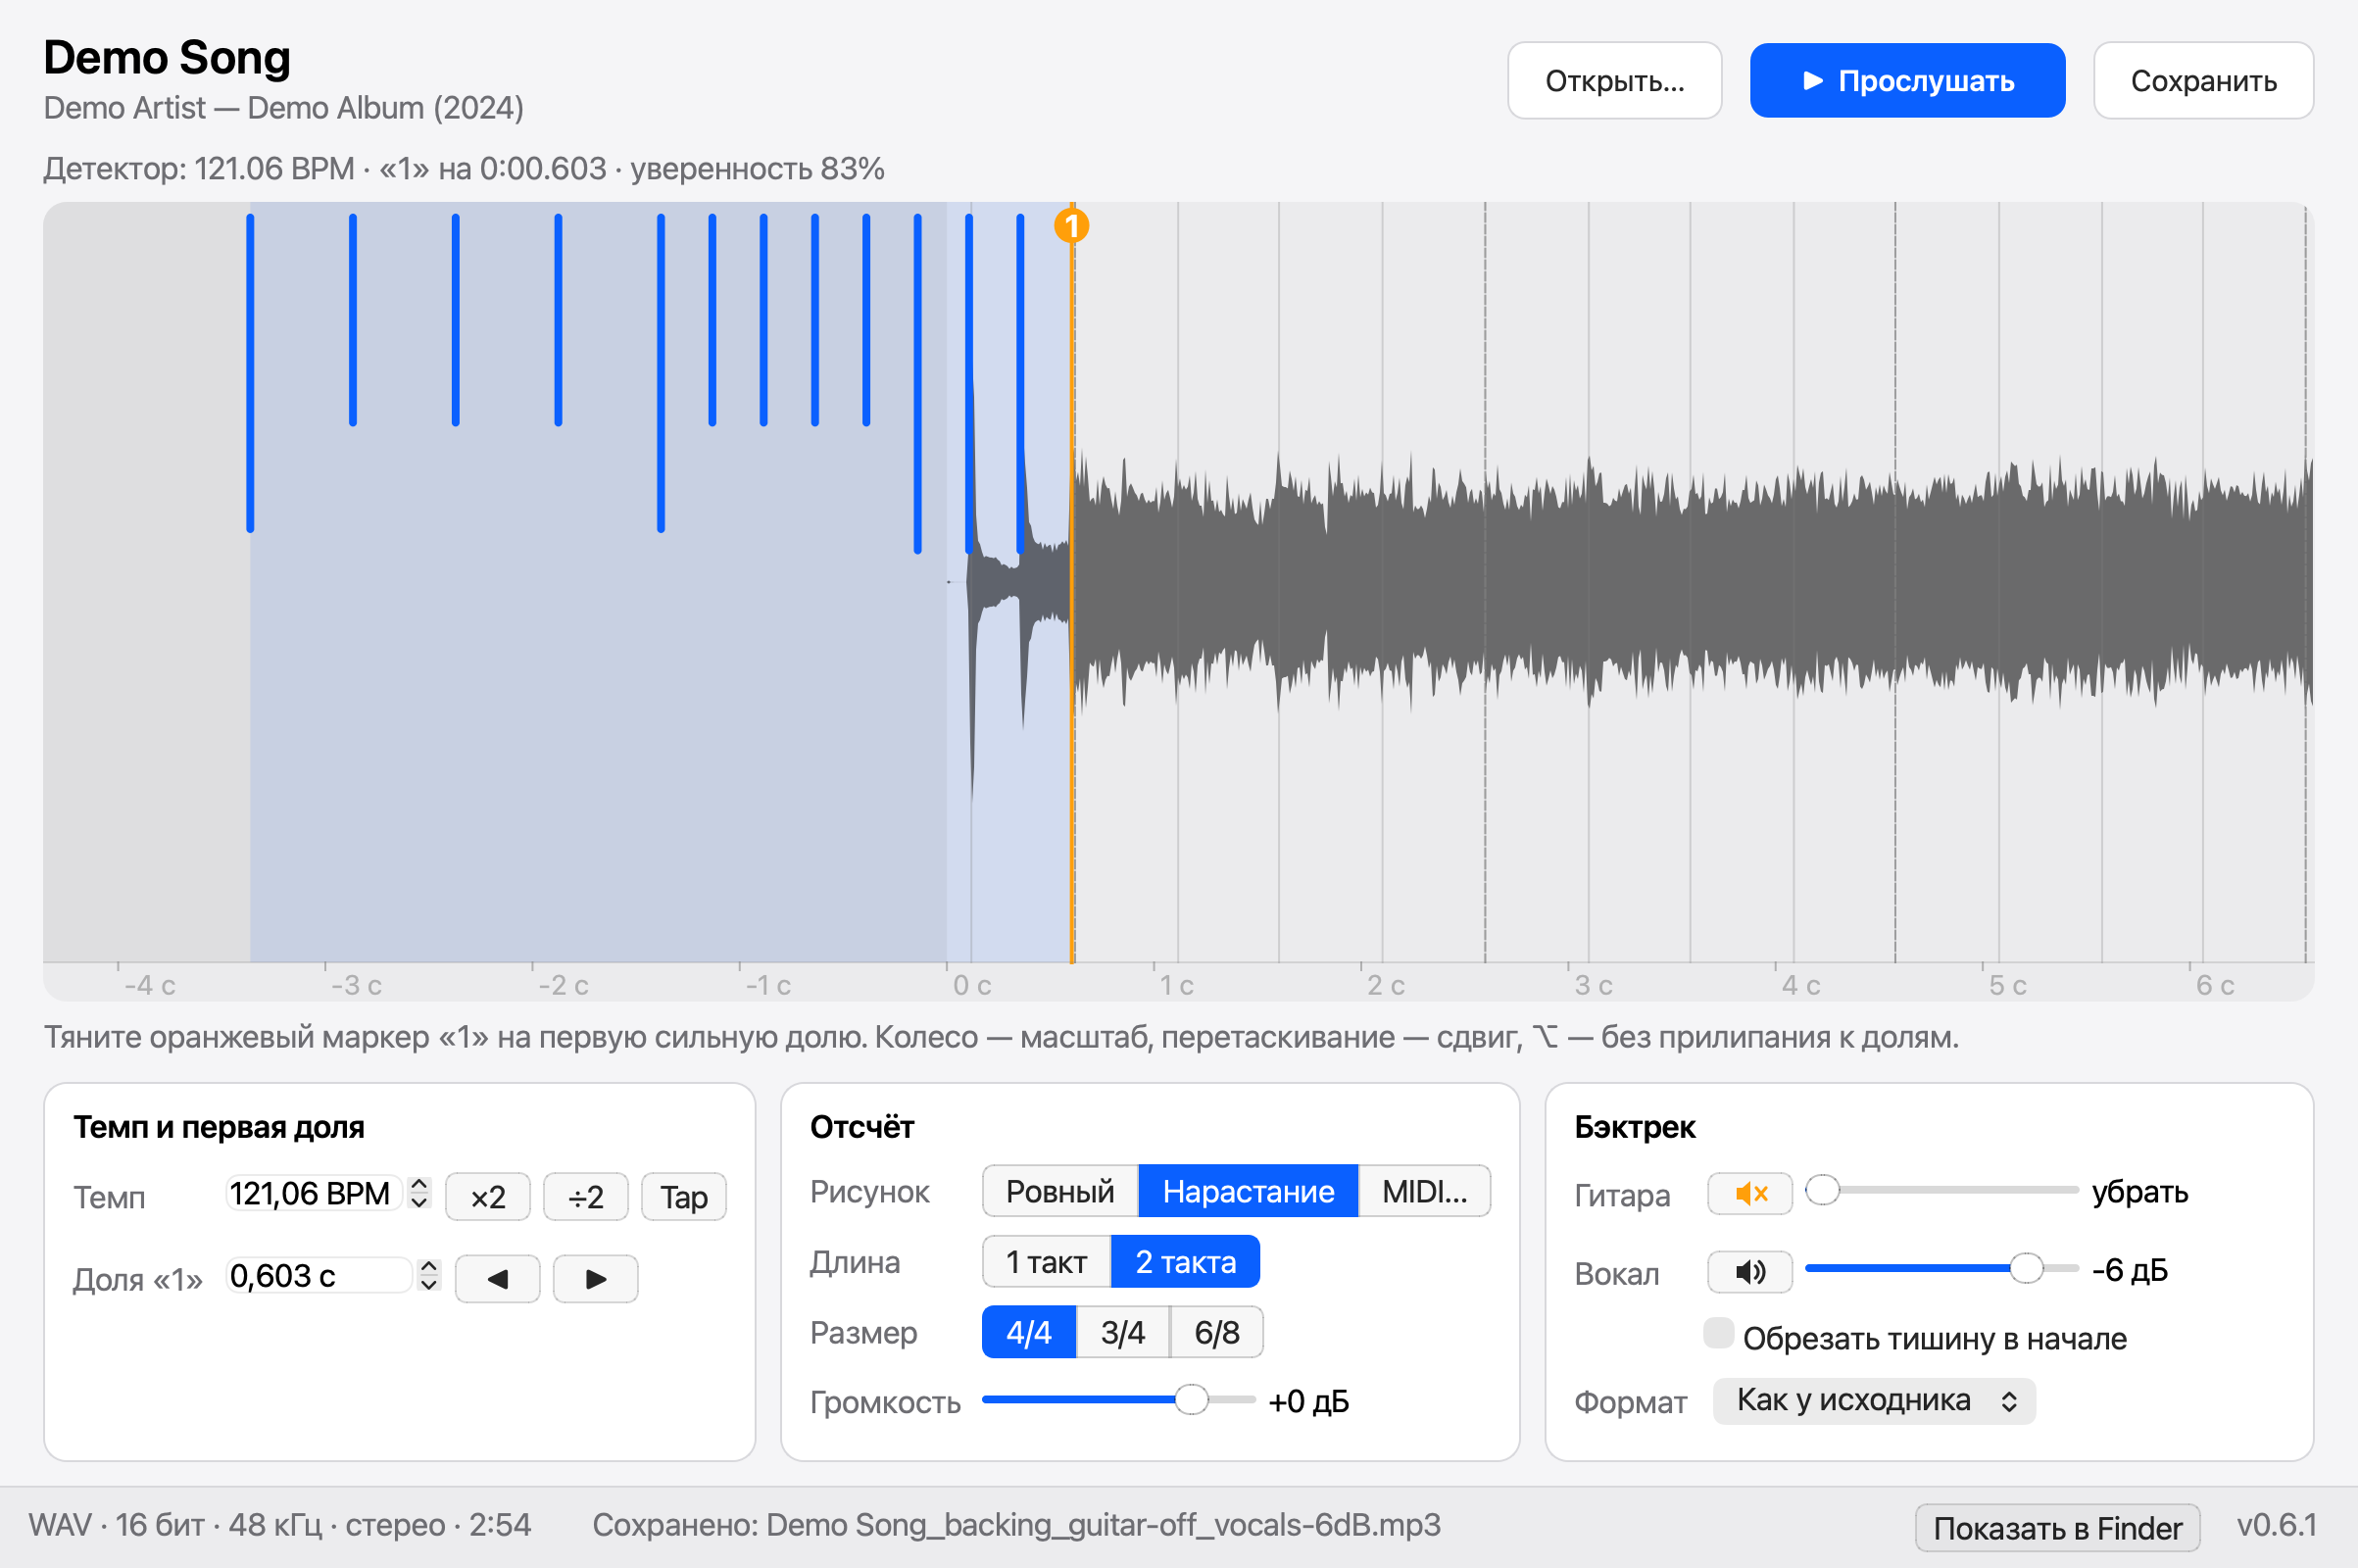 Demo Song
Demo Artist — Demo Album (2024)
Открыть...
Прослушать
Сохранить
Детектор: 121.06 BPM · «1» на 0:00.603 · уверенность 83%
1
-4 с
-3 с
-2 с
-1 с
0 с
1 с
2 с
3 с
4 с
5 с
6 с
Тяните оранжевый маркер «1» на первую сильную долю. Колесо — масштаб, перетаскивание — сдвиг, ⌥ — без прилипания к долям.
Темп и первая доля
Темп
121,06 BPM
×2
÷2
Tap
Доля «1»
0,603 с
Отсчёт
Рисунок
Ровный
Нарастание
MIDI...
Длина
1 такт
2 такта
Размер
4/4
3/4
6/8
Громкость
+0 дБ
Бэктрек
Гитара
убрать
Вокал
-6 дБ
Обрезать тишину в начале
Формат
Как у исходника
WAV · 16 бит · 48 кГц · стерео · 2:54
Сохранено: Demo Song_backing_guitar-off_vocals-6dB.mp3
Показать в Finder
v0.6.1